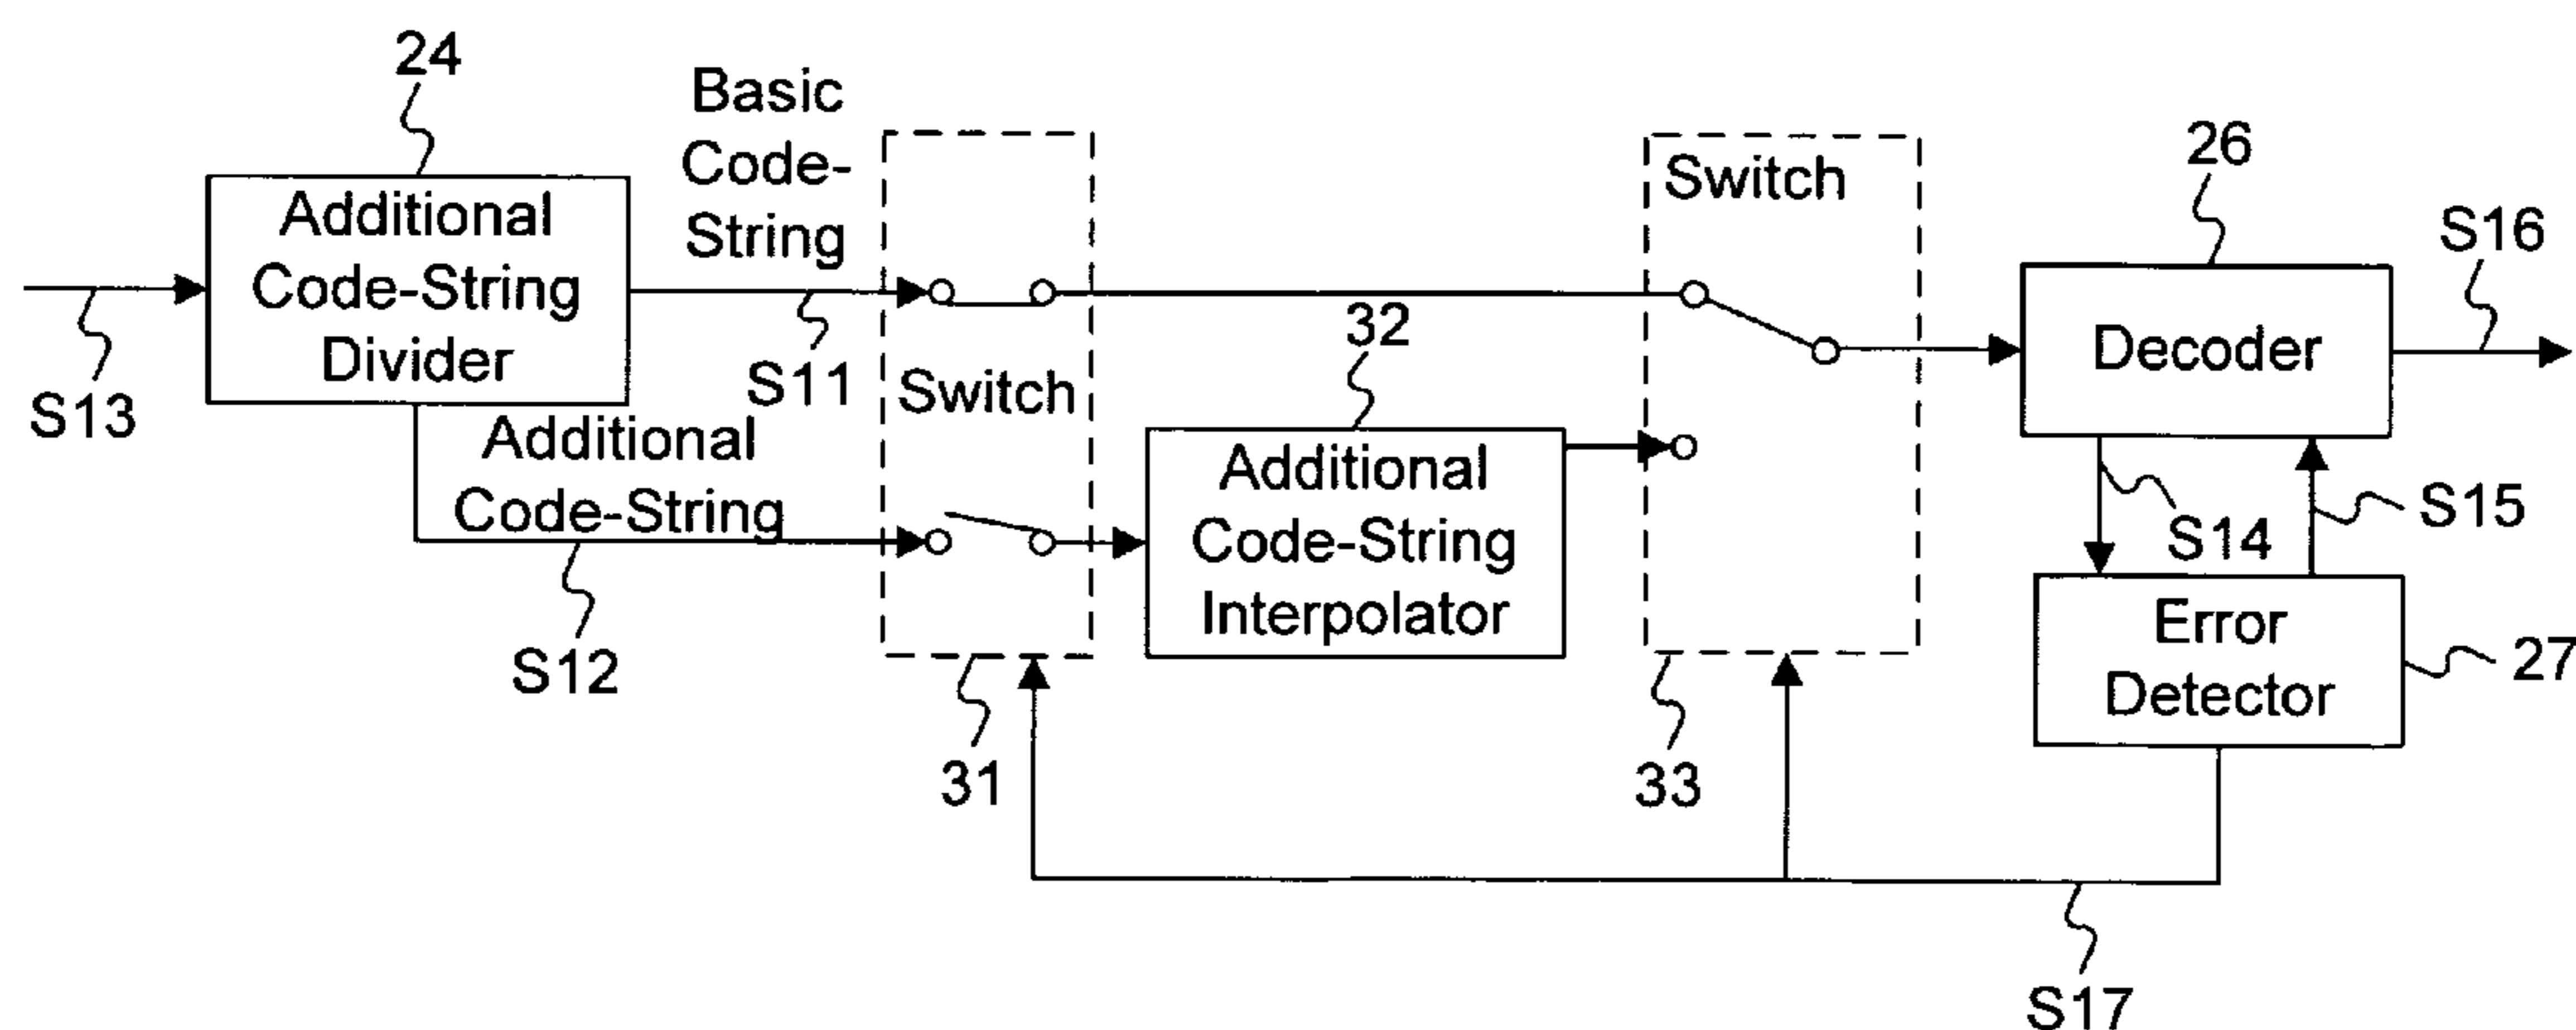 24
Additional
Code-String
Divider
S13
Basic
Code-
String
S11
Additional
Code-String
S12
Switch
31
32
Additional
Code-String
Interpolator
Switch
33
26
Decoder
S16
S14
S15
Error
Detector
27
S17